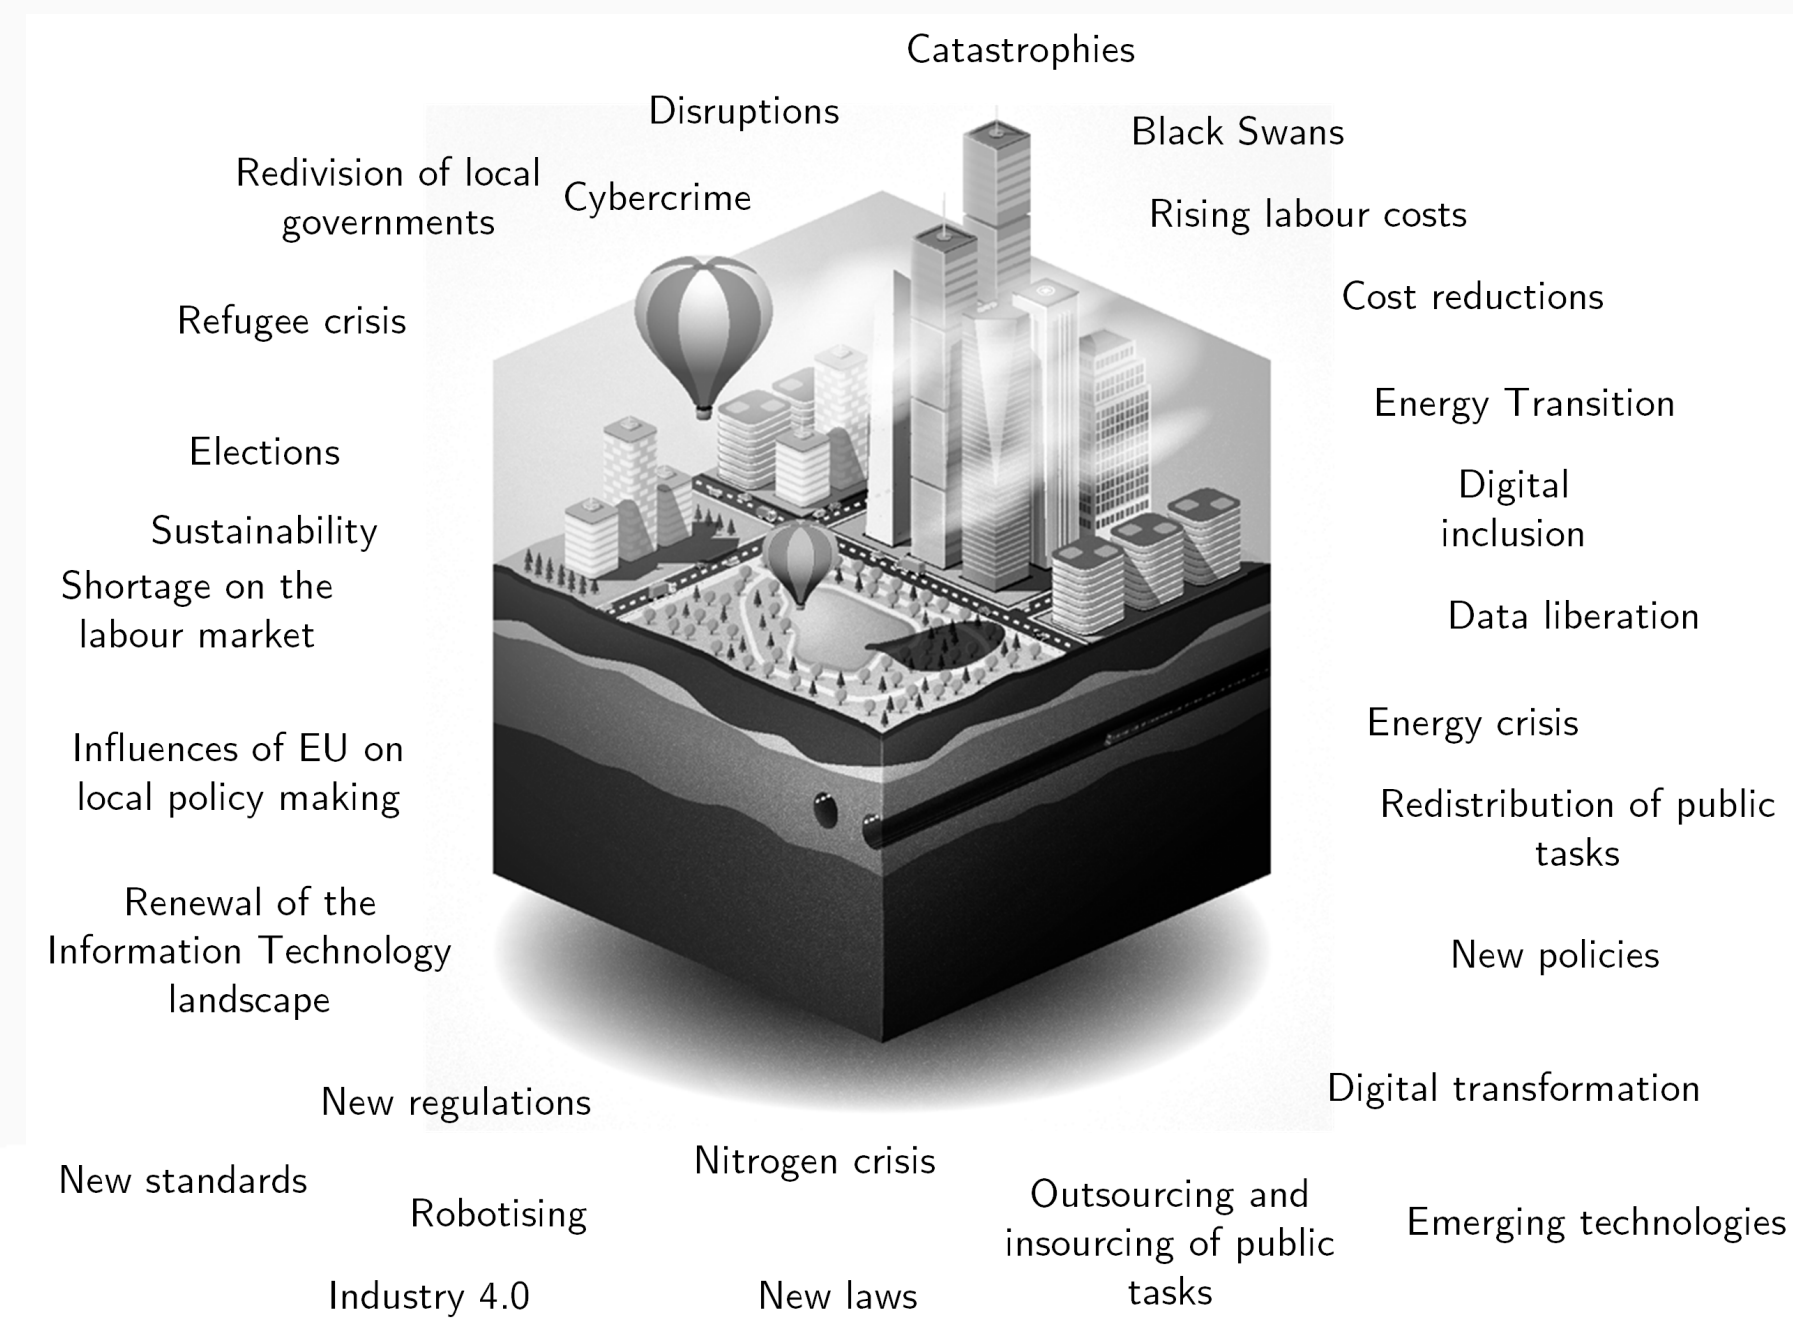 Catastrophies
Disruptions
Black Swans
Redivision of local
governments
Cybercrime
Rising labour costs
Cost reductions
Refugee crisis
Energy Transition
Elections
Digital
inclusion
Sustainability
Shortage on the
labour market
Data liberation
Energy crisis
Influences of EU on
local policy making
Redistribution of public
tasks
Renewal of the
Information Technology
landscape
New policies
Digital transformation
New regulations
Nitrogen crisis
New standards
Robotising
Outsourcing and
insourcing of public
tasks
Emerging technologies
Industry 4.0
New laws